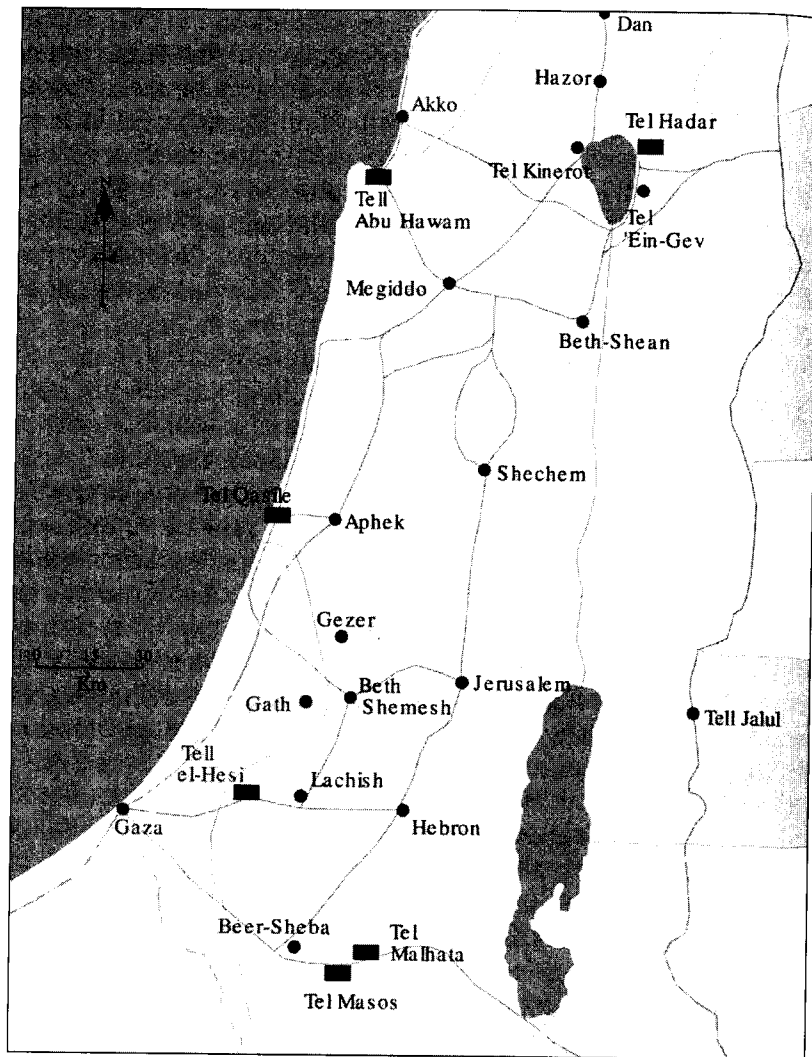 Dan
Hazor
Akko
Tel Hadar
Tel Kinerot
Tell
Abu Hawam
Tel
'Ein-Gev
Megiddo
Beth-Shean
Shechem
Tel Qasile
Aphek
Gezer
Km
Beth
Shemesh
Jerusalem
Gath
Tell Jalul
Tell
el-Hesi
Lachish
Gaza
Hebron
Beer-Sheba
Tel
Malhata
Tel Masos